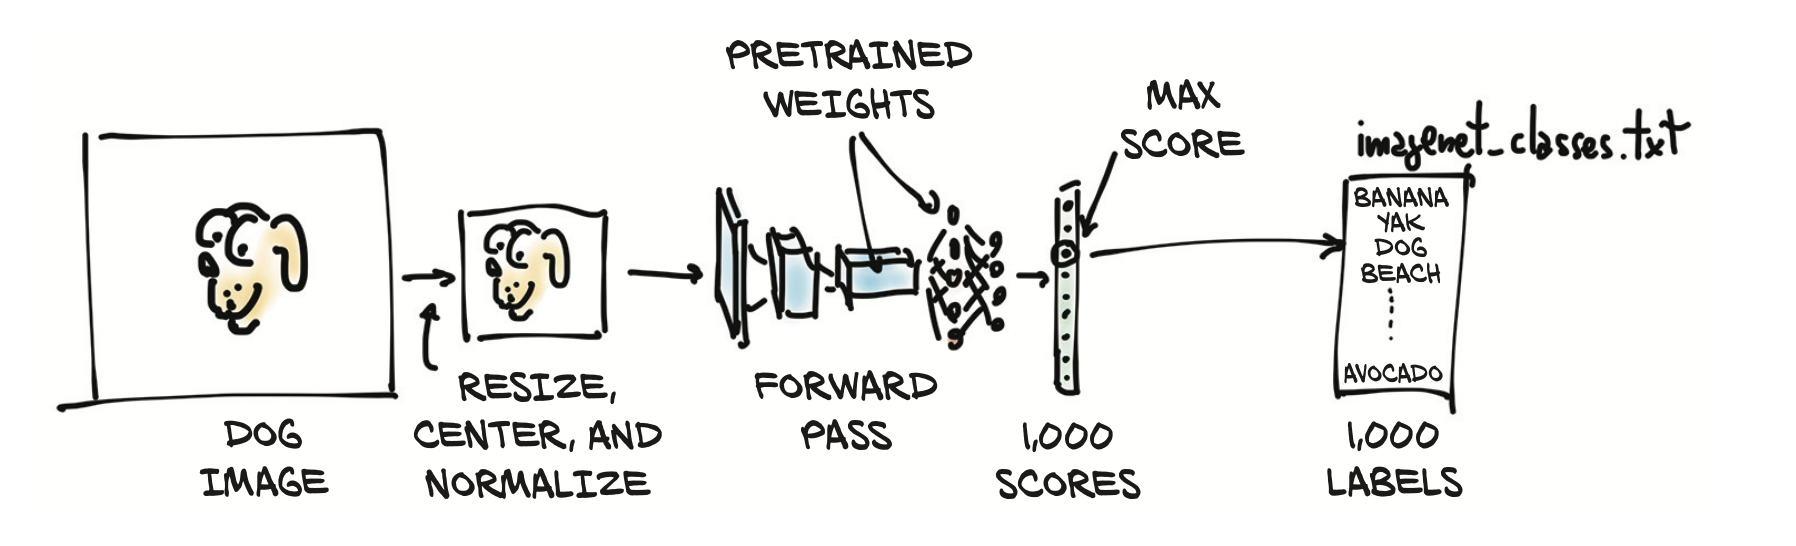 PRETRAINED
WEIGHTS
MAX
SCORE
imagenet_classes.txt
BANANA
YAK
DOG
BEACH
AVOCADO
DOG
IMAGE
RESIZE,
CENTER, AND
NORMALIZE
FORWARD
PASS
1,000
SCORES
1,000
LABELS